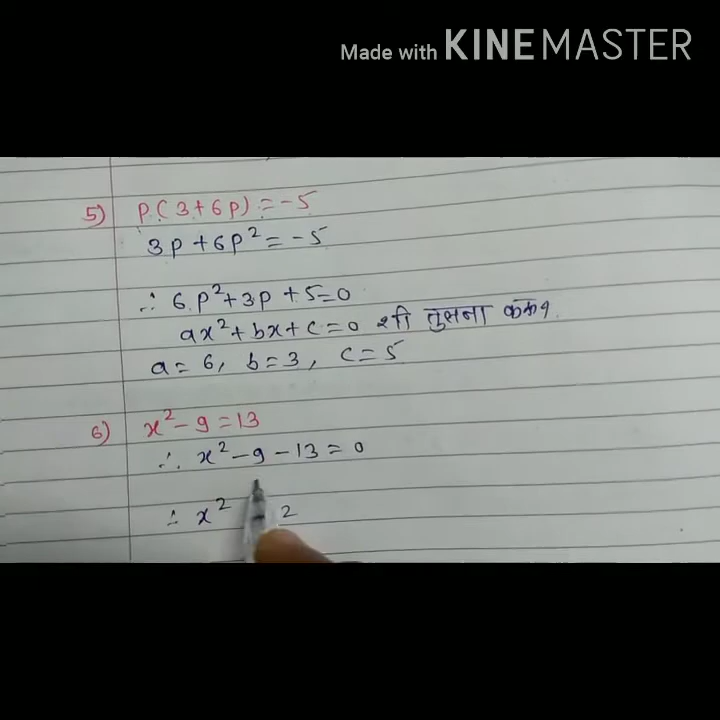 Made with KINEMASTER
5) P(3+6P) = -5
3P+6P² = -5
∴ 6P²+3P+5=0
ax²+bx+c=0 शी तुलना करून
a=6, b=3, c=5
6) x²-9=13
∴ x²-9-13=0
∴ x² 2